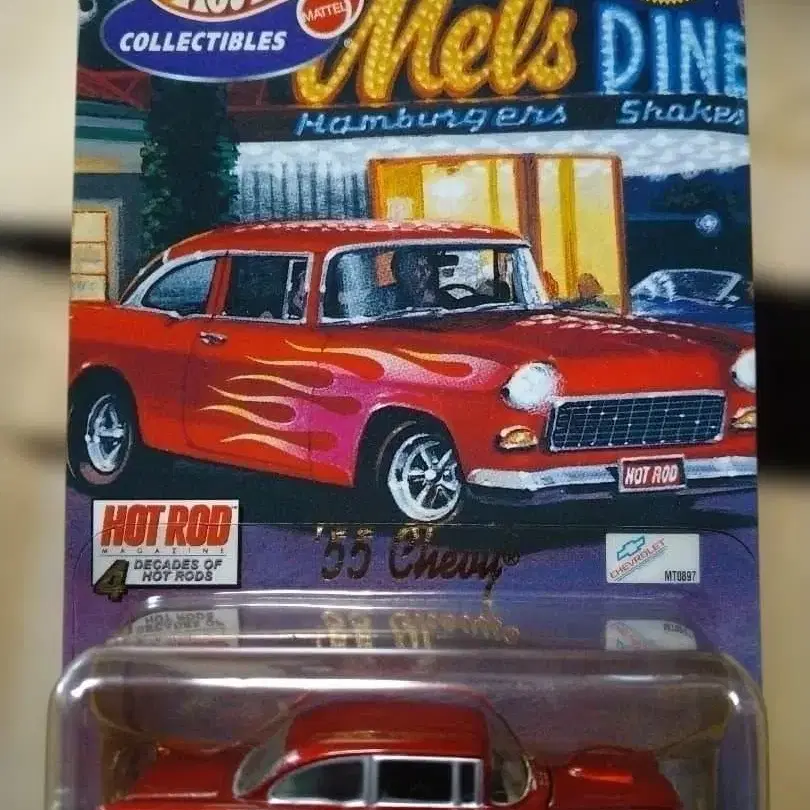 MATTEL
COLLECTIBLES
Mel's
DINE
Hamburgers Shakes
HOT ROD
HOT ROD
MAGAZINE
4 DECADES OF
HOT RODS
'55 Chevy®
CHEVROLET
MT0897